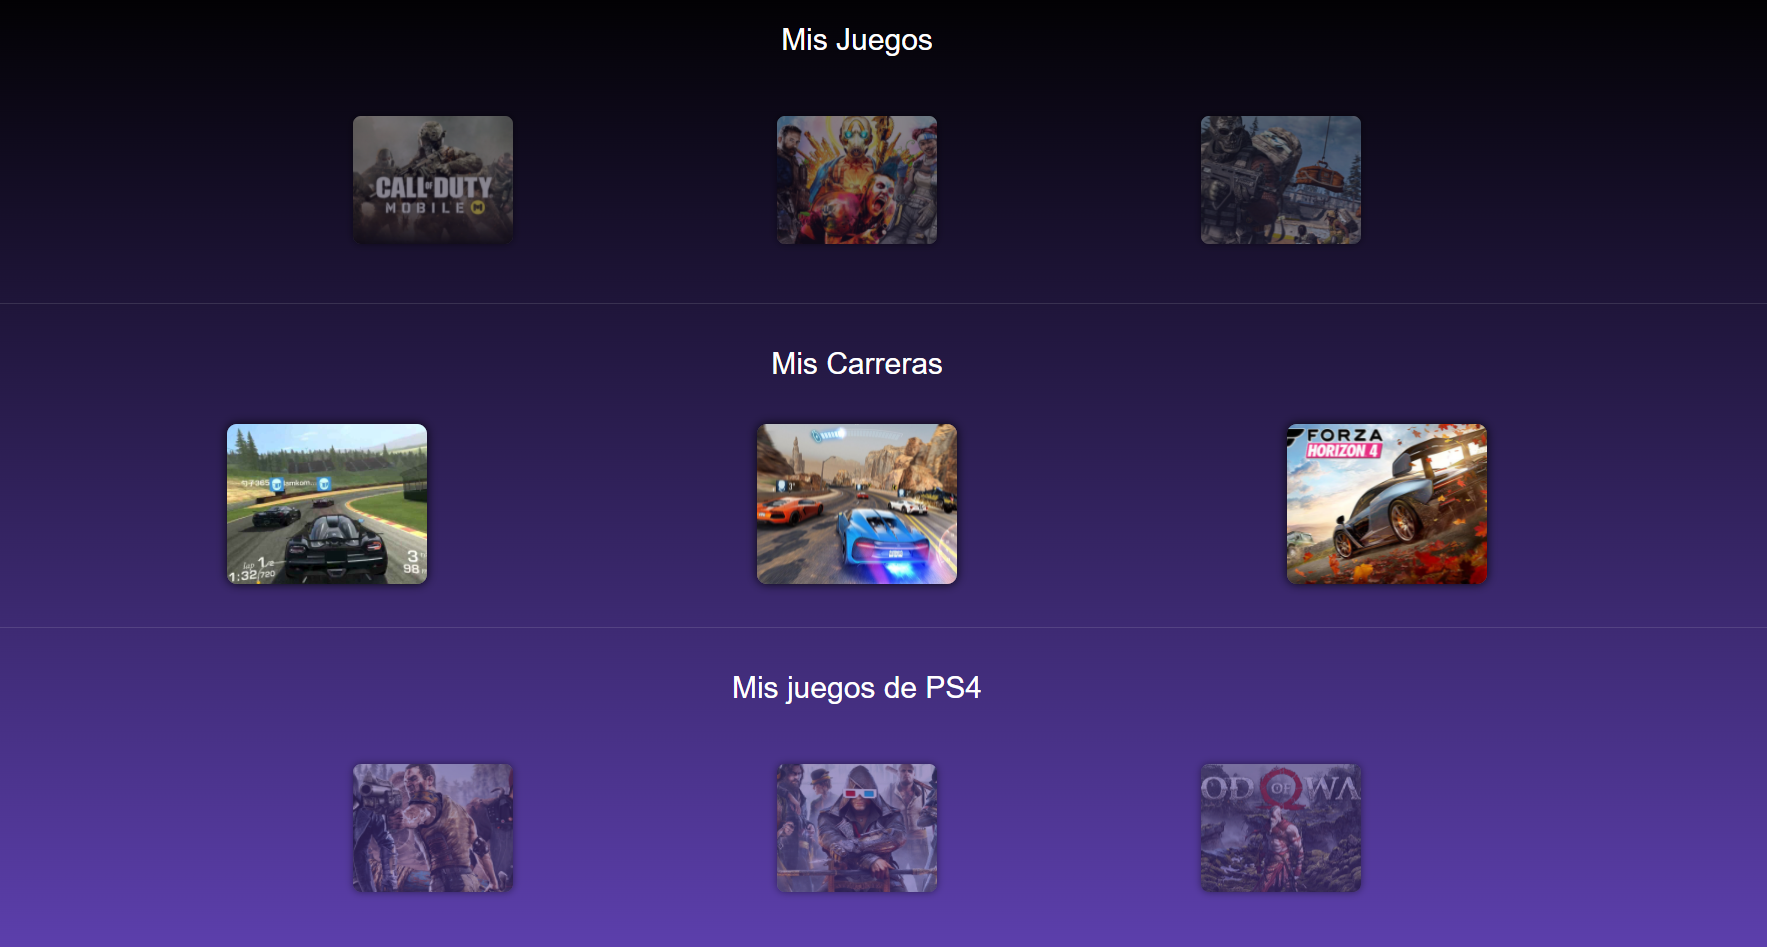 Mis Juegos
CALL OF DUTY
MOBILE
Mis Carreras
lap 1/2
1:32/720
3
98
FORZA
HORIZON 4
Mis juegos de PS4
OD OF WA